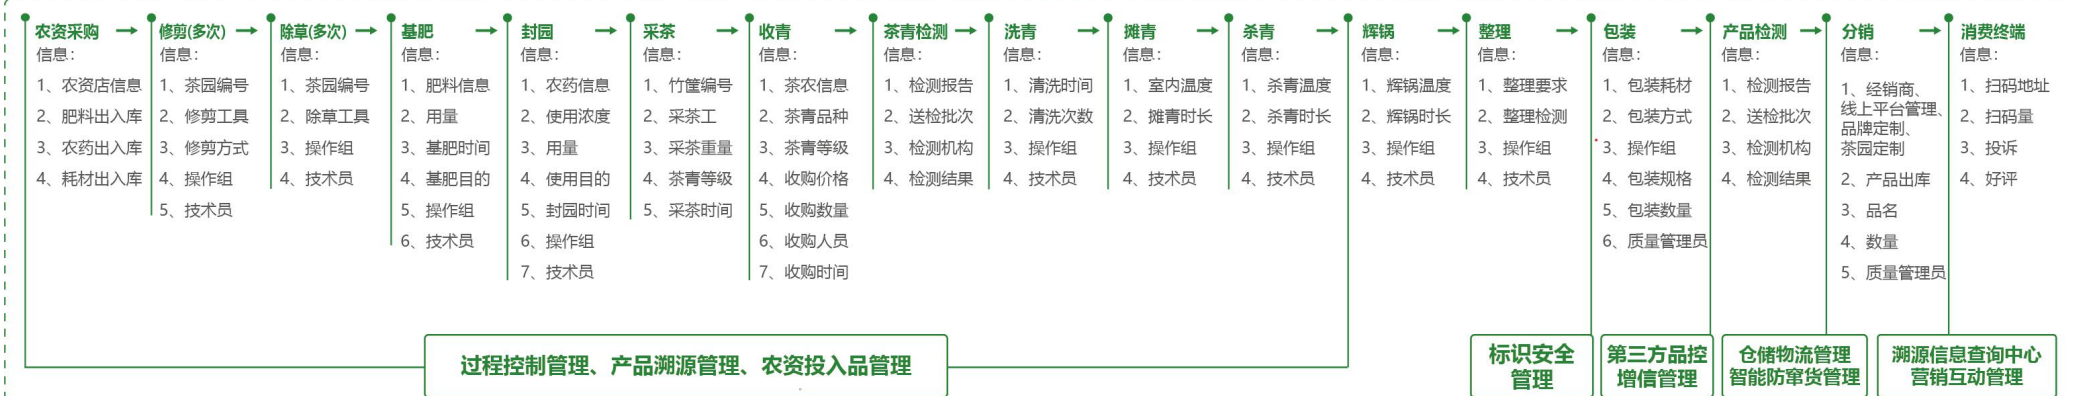 农资采购
信息：
1、农资店信息
2、肥料出入库
3、农药出入库
4、耗材出入库
修剪(多次)
信息：
1、茶园编号
2、修剪工具
3、修剪方式
4、操作组
5、技术员
除草(多次)
信息：
1、茶园编号
2、除草工具
3、操作组
4、技术员
基肥
信息：
1、肥料信息
2、用量
3、基肥时间
4、基肥目的
5、操作组
6、技术员
封园
信息：
1、农药信息
2、使用浓度
3、用量
4、使用目的
5、封园时间
6、操作组
7、技术员
采茶
信息：
1、竹筐编号
2、采茶工
3、采茶重量
4、茶青等级
5、采茶时间
收青
信息：
1、茶农信息
2、茶青品种
3、茶青等级
4、收购价格
5、收购数量
6、收购人员
7、收购时间
茶青检测
信息：
1、检测报告
2、送检批次
3、检测机构
4、检测结果
洗青
信息：
1、清洗时间
2、清洗次数
3、操作组
4、技术员
摊青
信息：
1、室内温度
2、摊青时长
3、操作组
4、技术员
杀青
信息：
1、杀青温度
2、杀青时长
3、操作组
4、技术员
辉锅
信息：
1、辉锅温度
2、辉锅时长
3、操作组
4、技术员
整理
信息：
1、整理要求
2、整理检测
3、操作组
4、技术员
包装
信息：
1、包装耗材
2、包装方式
3、操作组
4、包装规格
5、包装数量
6、质量管理员
产品检测
信息：
1、检测报告
2、送检批次
3、检测机构
4、检测结果
分销
信息：
1、经销商、
线上平台管理、
品牌定制、
茶园定制
2、产品出库
3、品名
4、数量
5、质量管理员
消费终端
信息：
1、扫码地址
2、扫码量
3、投诉
4、好评
过程控制管理、产品溯源管理、农资投入品管理
标识安全
管理
第三方品控
增信管理
仓储物流管理
智能防窜货管理
溯源信息查询中心
营销互动管理